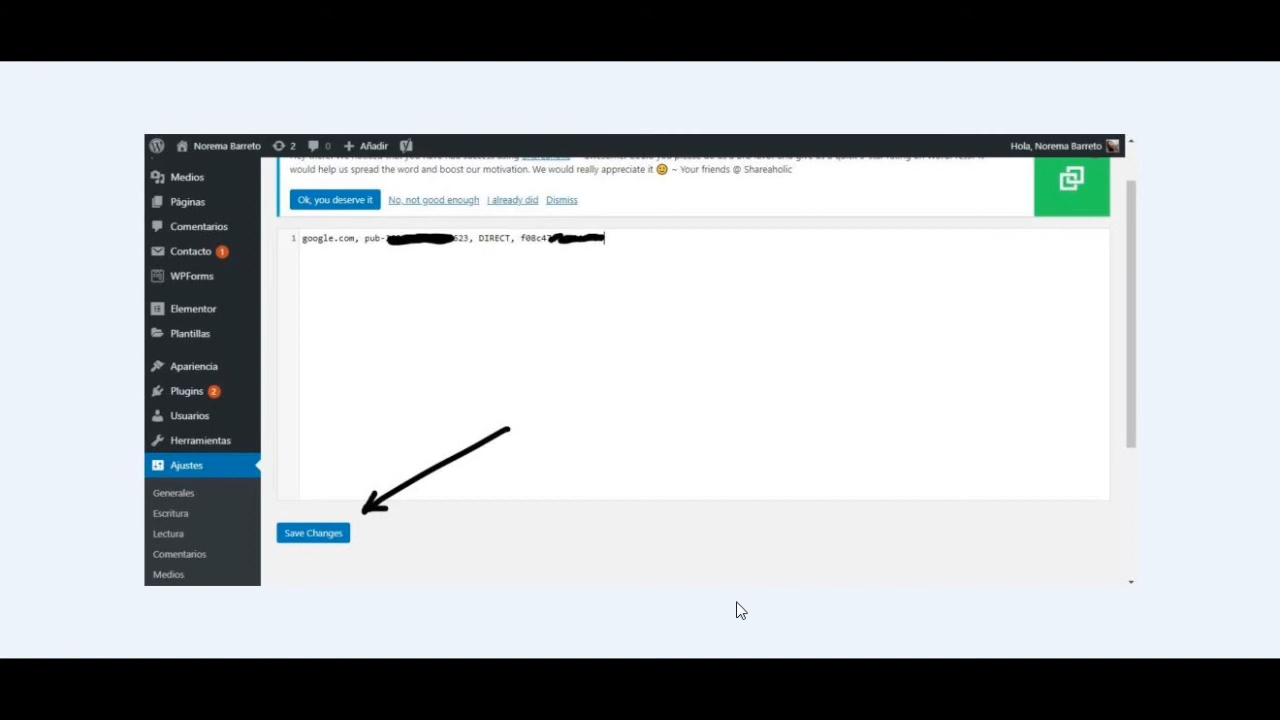 Norema Barreto 2 0 Añadir Hola, Norema Barreto
would help us spread the word and boost our motivation. We would really appreciate it 🙂 ~ Your friends @ Shareaholic
Ok, you deserve it No, not good enough I already did Dismiss
1 google.com, pub- 623, DIRECT, f08c47
Medios
Páginas
Comentarios
Contacto 1
WPForms
Elementor
Plantillas
Apariencia
Plugins 2
Usuarios
Herramientas
Ajustes
Generales
Escritura
Lectura
Comentarios
Medios
Save Changes